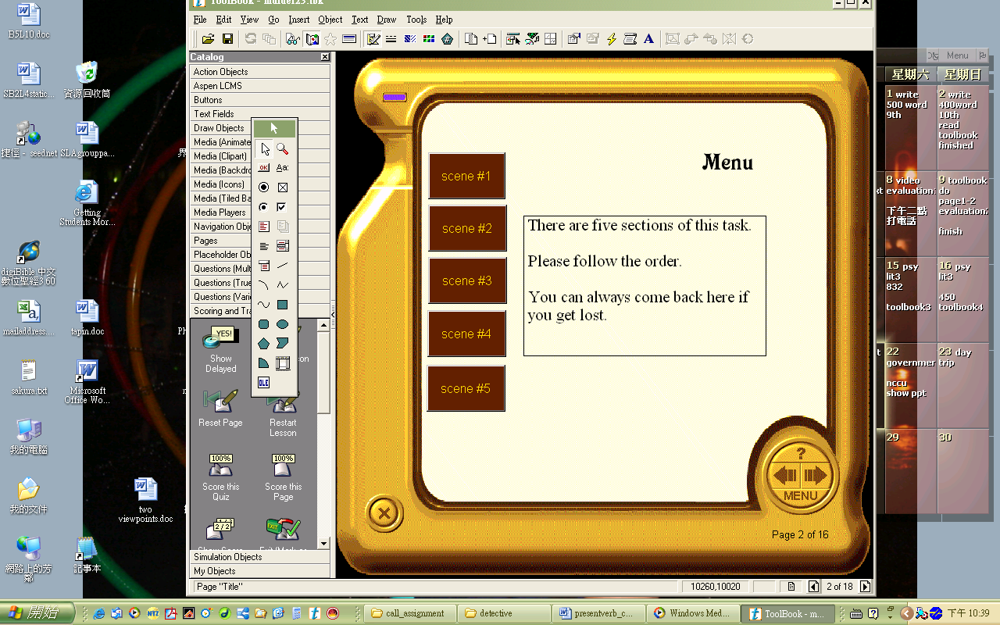 B5L10.doc
SB2L4static...
資源回收筒
捷徑 - seednet
SLAgrouppa...
Getting
Students Mor...
digiBible 中文
數位聖經3 60
mailaddress....
tapin.doc
sakura.txt
Microsoft
Office Wo...
我的電腦
我的文件
two
viewpoints.doc
網路上的芳
鄰
記事本
File Edit View Go Insert Object Text Draw Tools Help
Catalog
Action Objects
Aspen LCMS
Buttons
Text Fields
Draw Objects
Media (Animate
Media (Clipart)
Media (Backdro
Media (Icons)
Media (Tiled Ba
Media Players
Navigation Obje
Pages
Placeholder Ob
Questions (Mult
Questions (True
Questions (Varie
Scoring and Tra
OK Aa:
OLE
YES!
Show
Delayed
Reset Page
Restart
Lesson
100%
Score this
Quiz
100%
Score this
Page
1 / 3
2 / 2
EXIT
Simulation Objects
My Objects
scene #1
scene #2
scene #3
scene #4
scene #5
Menu
There are five sections of this task.
Please follow the order.
You can always come back here if
you get lost.
?
MENU
Page 2 of 16
Page "Title"
10260,10020
2 of 18
Menu
星期六 星期日
1 write
500 word
9th
2 write
400word
10th
read
toolbook
finished
8 video
evaluation:
下午二點
打電話
9 toolbook
do
page1-2
evaluation;
finish
15 psy
lit3
832
toolbook3
16 psy
lit3
450
toolbook4
22
governmer
nccu
show ppt
23 day
trip
29
30
開始
call_assignment
detective
presentverb_c...
Windows Med...
ToolBook - m...
下午 10:39